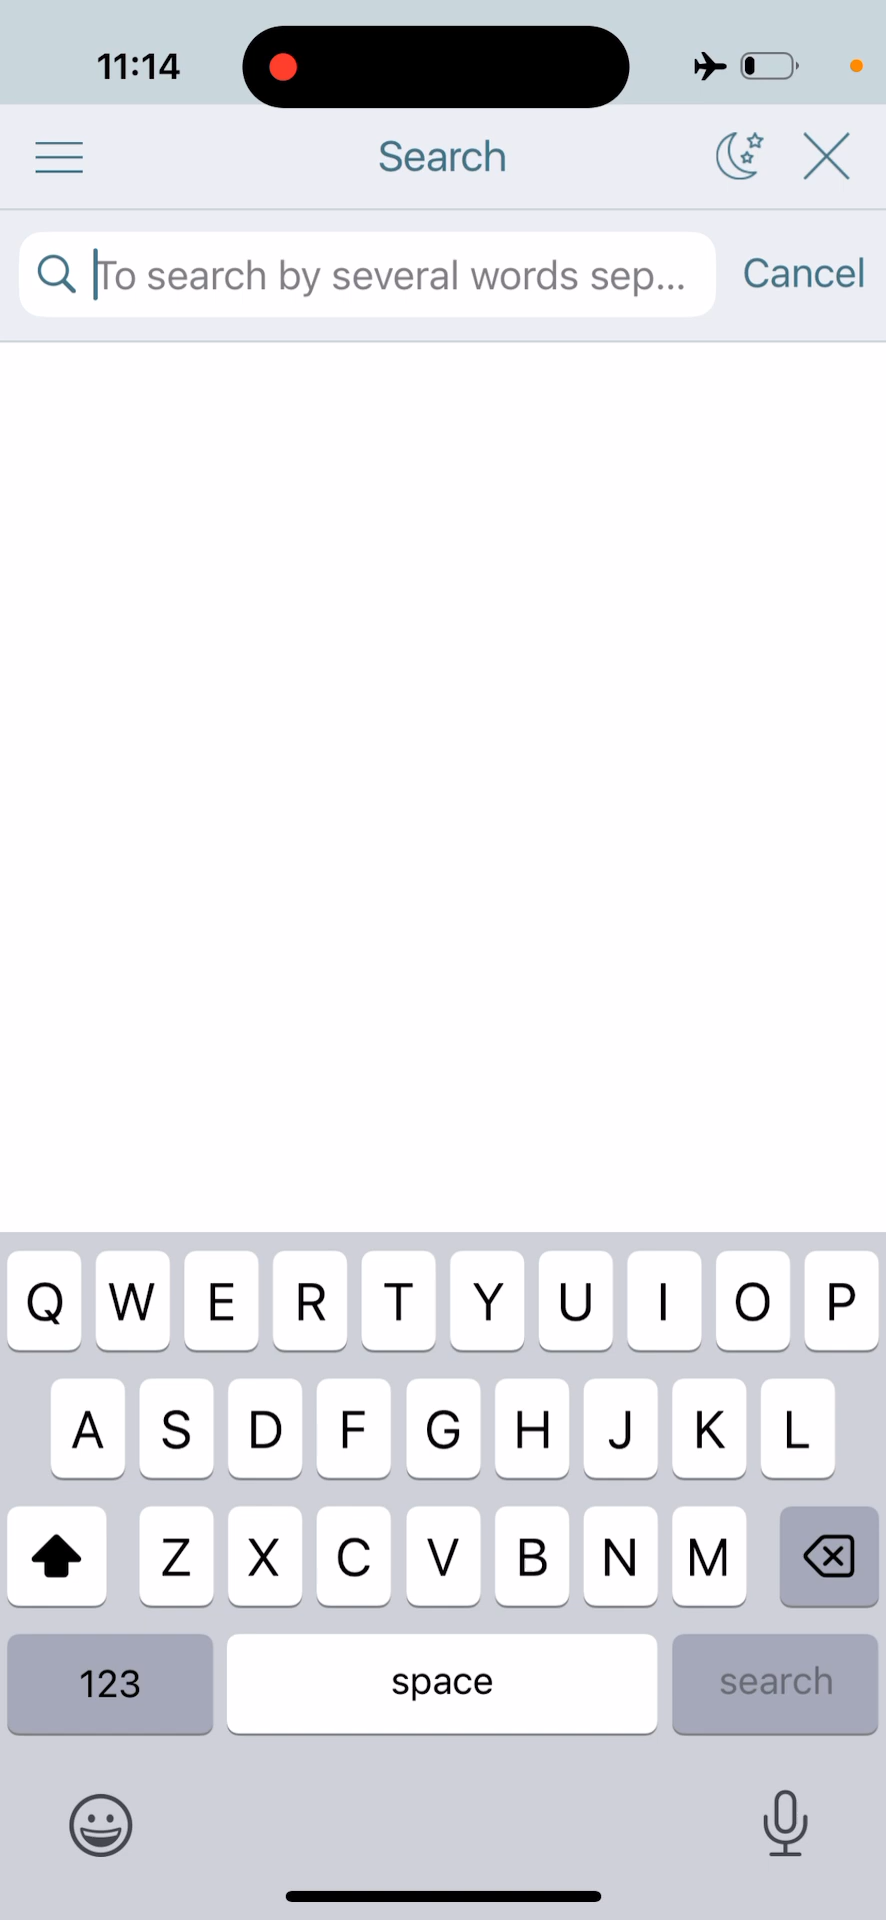 11:14
Search
To search by several words sep...
Cancel
Q W E R T Y U I O P
A S D F G H J K L
Z X C V B N M
123 space search